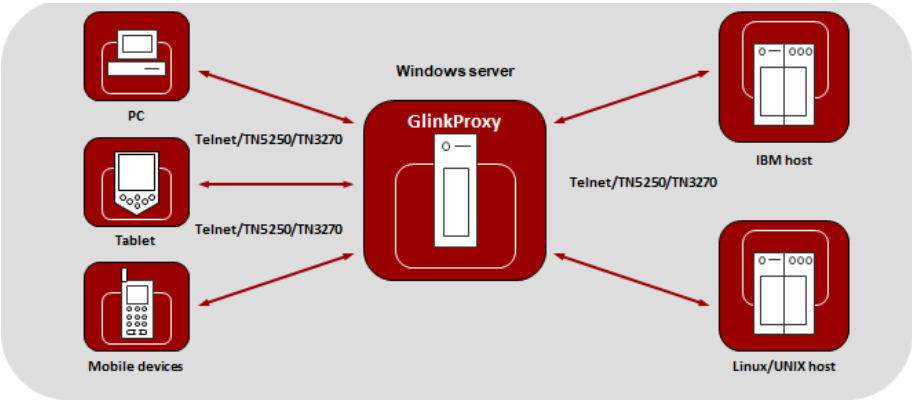 Windows server
PC
GlinkProxy
Telnet/TN5250/TN3270
IBM host
Telnet/TN5250/TN3270
Tablet
Telnet/TN5250/TN3270
Mobile devices
Linux/UNIX host